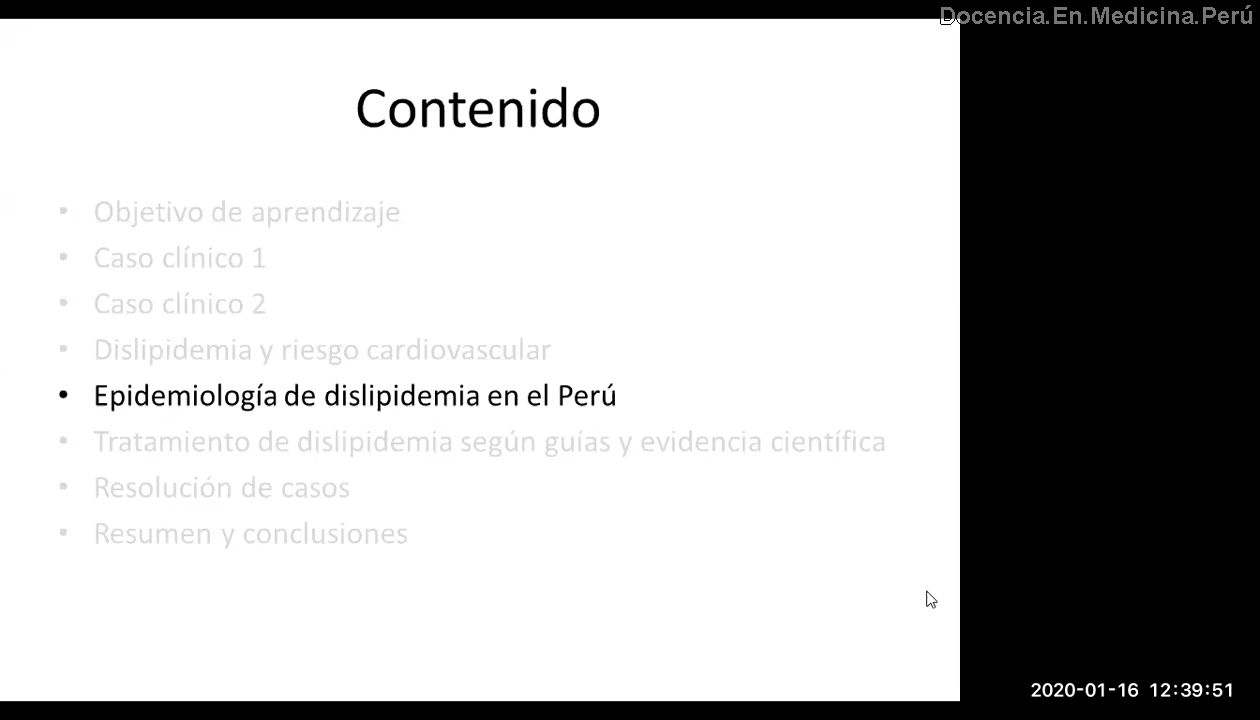 Docencia.En.Medicina.Perú
Contenido
• Objetivo de aprendizaje
• Caso clínico 1
• Caso clínico 2
• Dislipidemia y riesgo cardiovascular
• Epidemiología de dislipidemia en el Perú
• Tratamiento de dislipidemia según guías y evidencia científica
• Resolución de casos
• Resumen y conclusiones
2020-01-16 12:39:51